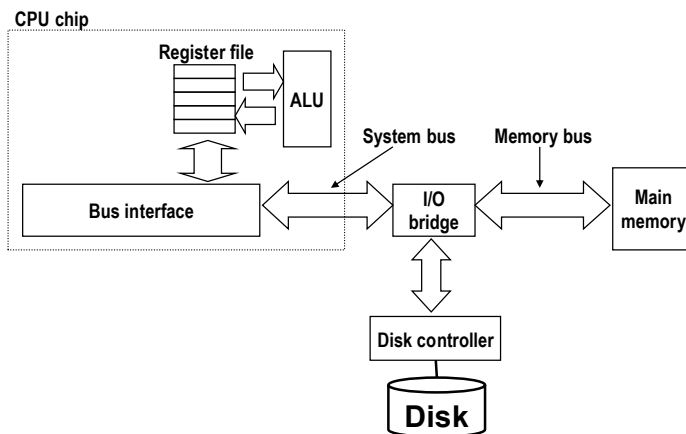 CPU chip
Register file
ALU
System bus
Memory bus
Bus interface
I/O
bridge
Main
memory
Disk controller
Disk